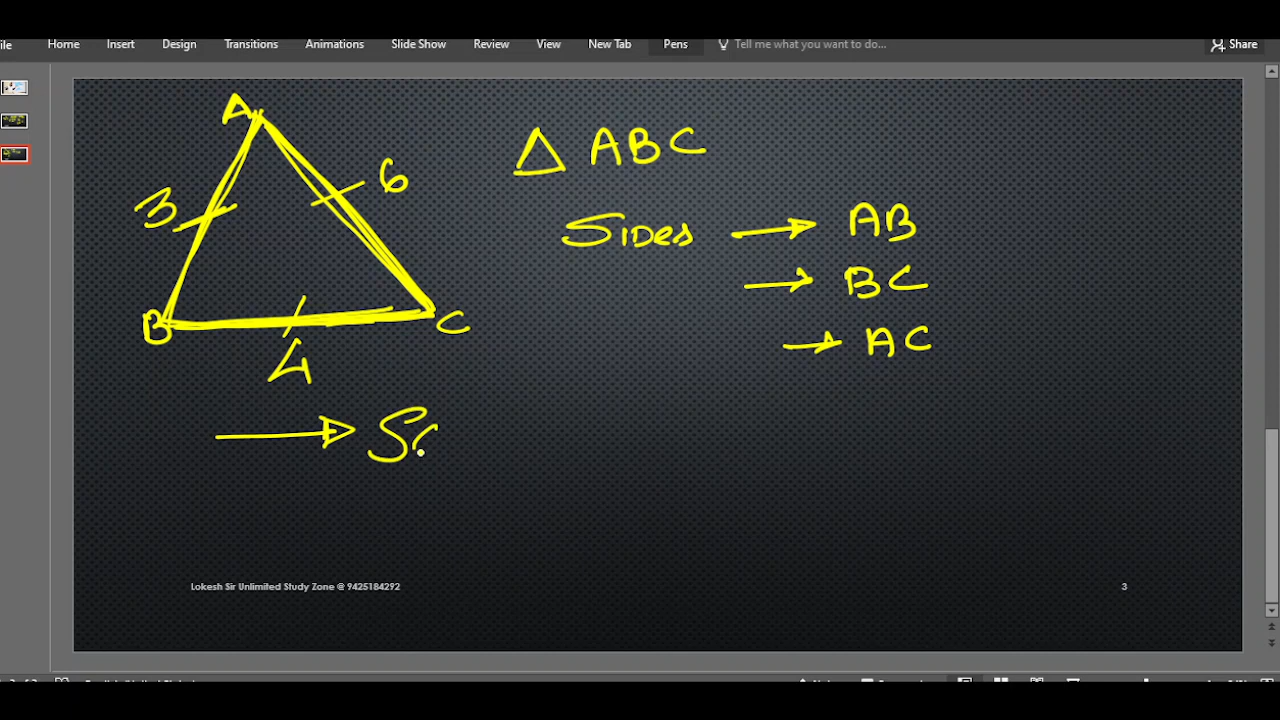 File Home Insert Design Transitions Animations Slide Show Review View New Tab Pens Tell me what you want to do... Share
A
△ ABC
3
6
Sides → AB
→ BC
→ AC
B
C
4
→ Sc
Lokesh Sir Unlimited Study Zone @ 9425184292
3